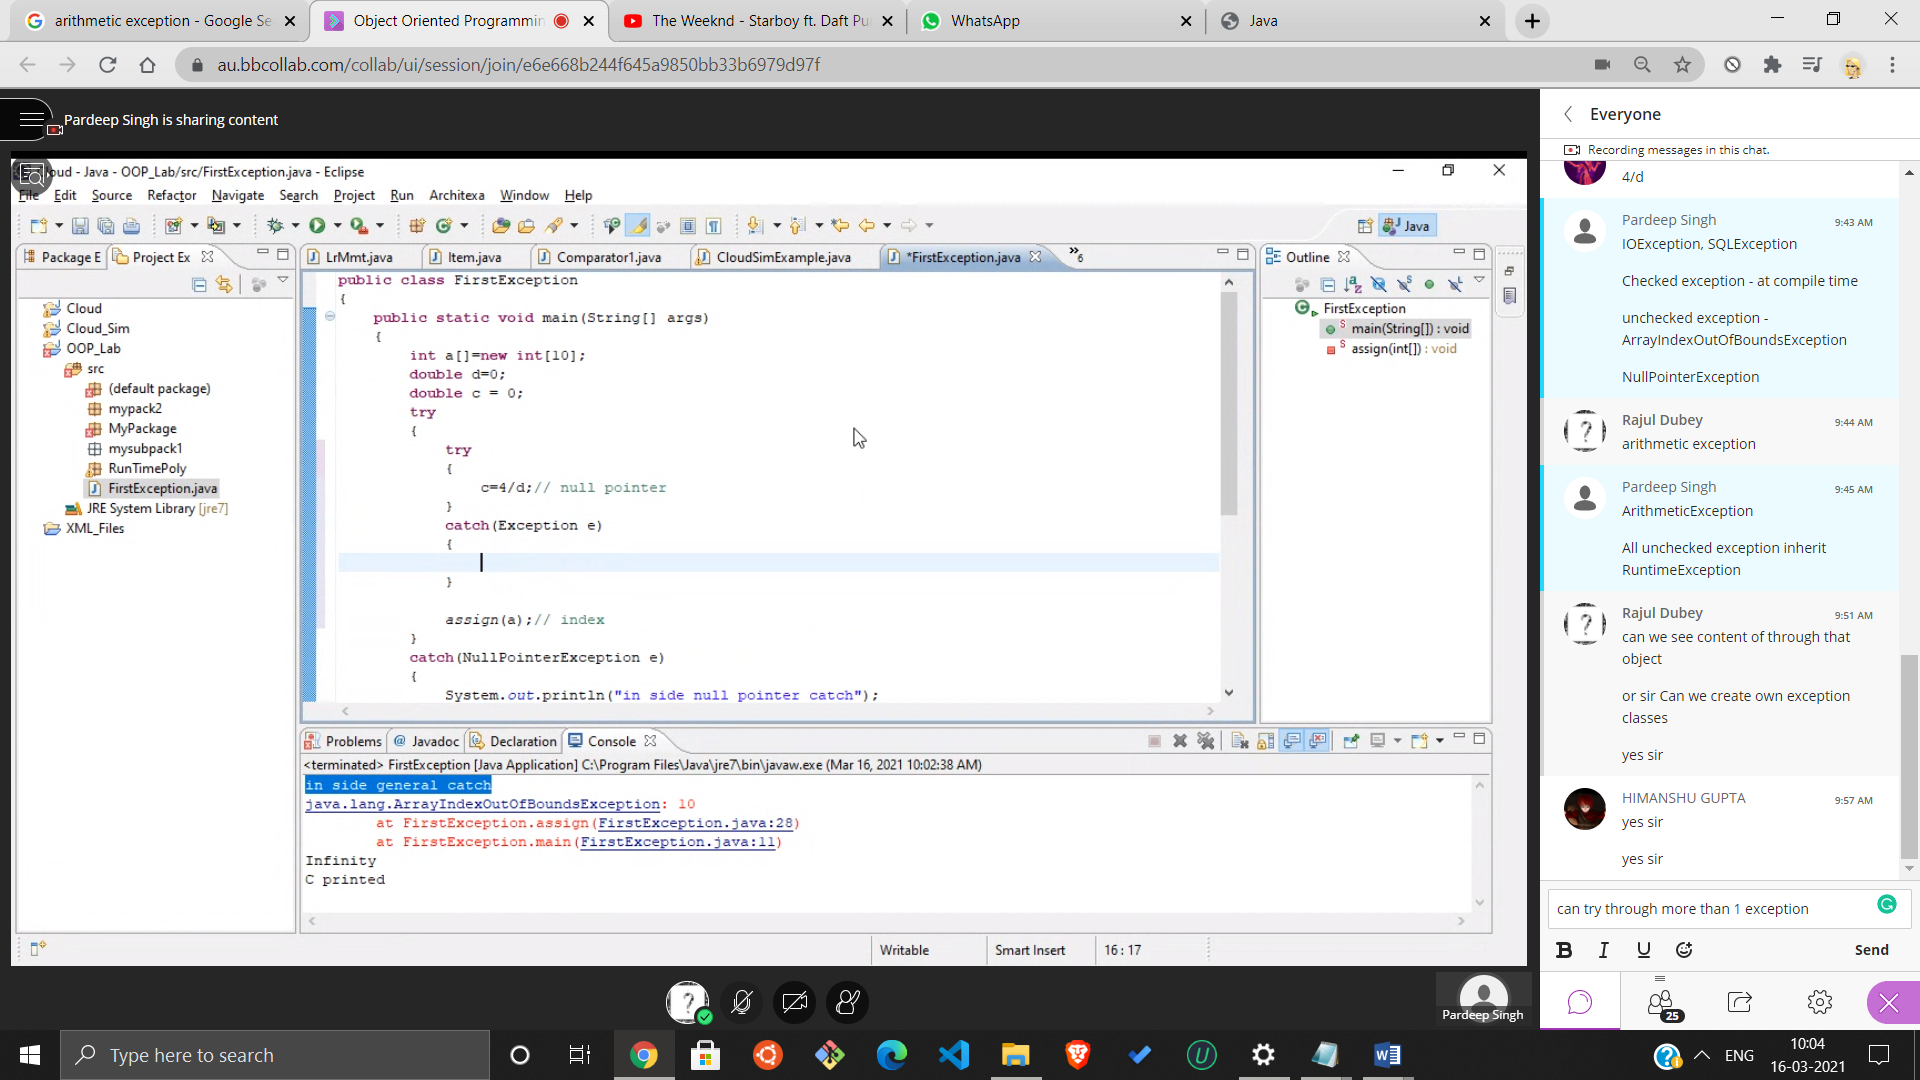 arithmetic exception - Google Se
Object Oriented Programmin
The Weeknd - Starboy ft. Daft Pu
WhatsApp
Java
au.bbcollab.com/collab/ui/session/join/e6e668b244f645a9850bb33b6979d97f
Pardeep Singh is sharing content
oud - Java - OOP_Lab/src/FirstException.java - Eclipse
File Edit Source Refactor Navigate Search Project Run Architexa Window Help
Java
Package E
Project Ex
LrMmt.java
Item.java
Comparator1.java
CloudSimExample.java
*FirstException.java
»6
Outline
Cloud
Cloud_Sim
OOP_Lab
src
(default package)
mypack2
MyPackage
mysubpack1
RunTimePoly
FirstException.java
JRE System Library [jre7]
XML_Files
public class FirstException
{
public static void main(String[] args)
{
int a[]=new int[10];
double d=0;
double c = 0;
try
{
try
{
c=4/d;// null pointer
}
catch(Exception e)
{
}
assign(a);// index
}
catch(NullPointerException e)
{
System.out.println("in side null pointer catch");
FirstException
main(String[]) : void
assign(int[]) : void
Problems
@ Javadoc
Declaration
Console
<terminated> FirstException [Java Application] C:\Program Files\Java\jre7\bin\javaw.exe (Mar 16, 2021 10:02:38 AM)
in side general catch
java.lang.ArrayIndexOutOfBoundsException: 10
at FirstException.assign(FirstException.java:28)
at FirstException.main(FirstException.java:11)
Infinity
C printed
Writable
Smart Insert
16 : 17
Everyone
Recording messages in this chat.
4/d
Pardeep Singh 9:43 AM
IOException, SQLException
Checked exception - at compile time
unchecked exception -
ArrayIndexOutOfBoundsException
NullPointerException
Rajul Dubey 9:44 AM
arithmetic exception
Pardeep Singh 9:45 AM
ArithmeticException
All unchecked exception inherit
RuntimeException
Rajul Dubey 9:51 AM
can we see content of through that
object
or sir Can we create own exception
classes
yes sir
HIMANSHU GUPTA 9:57 AM
yes sir
yes sir
can try through more than 1 exception
B I U Send
25
Pardeep Singh
Type here to search
ENG
10:04
16-03-2021